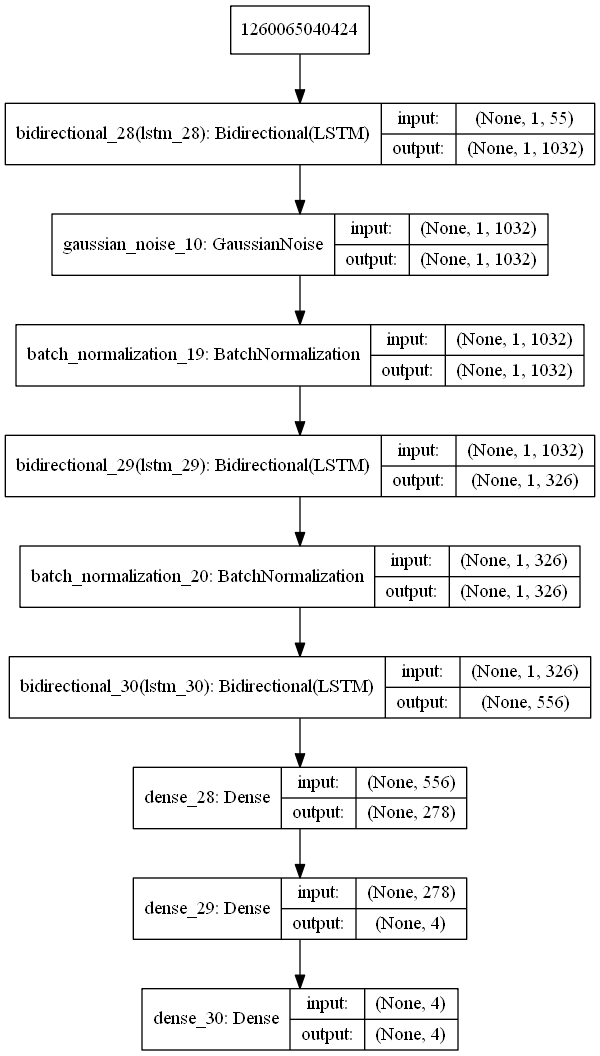 1260065040424
bidirectional_28(lstm_28): Bidirectional(LSTM)
input: (None, 1, 55)
output: (None, 1, 1032)
gaussian_noise_10: GaussianNoise
input: (None, 1, 1032)
output: (None, 1, 1032)
batch_normalization_19: BatchNormalization
input: (None, 1, 1032)
output: (None, 1, 1032)
bidirectional_29(lstm_29): Bidirectional(LSTM)
input: (None, 1, 1032)
output: (None, 1, 326)
batch_normalization_20: BatchNormalization
input: (None, 1, 326)
output: (None, 1, 326)
bidirectional_30(lstm_30): Bidirectional(LSTM)
input: (None, 1, 326)
output: (None, 556)
dense_28: Dense
input: (None, 556)
output: (None, 278)
dense_29: Dense
input: (None, 278)
output: (None, 4)
dense_30: Dense
input: (None, 4)
output: (None, 4)